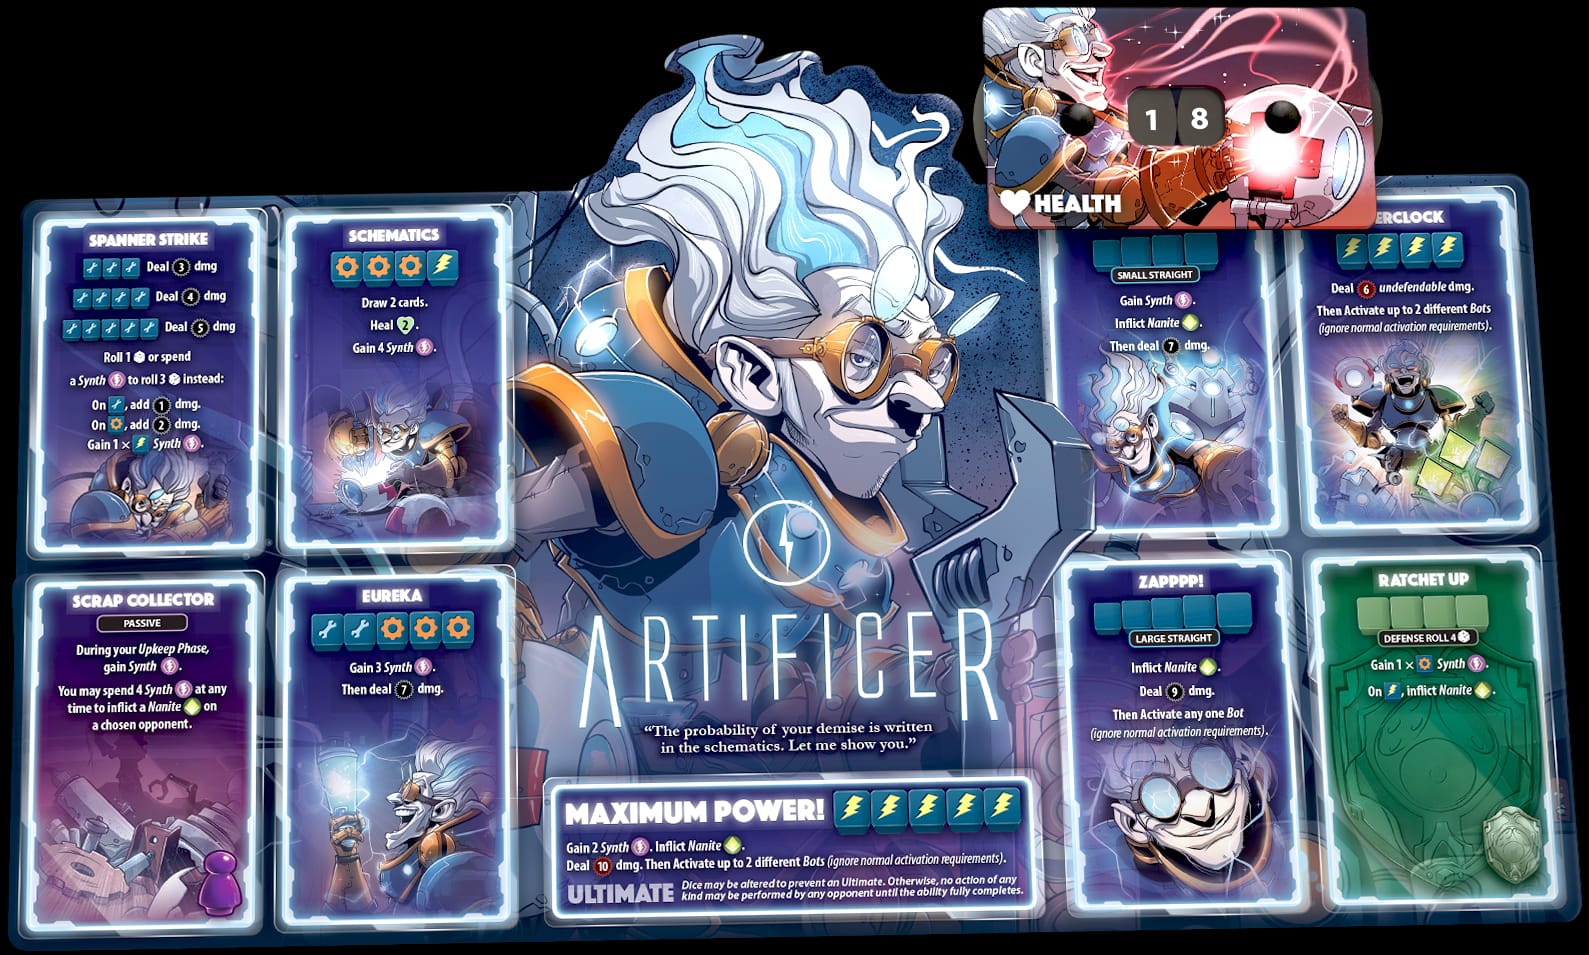 SPANNER STRIKE
Deal 3 dmg
Deal 4 dmg
Deal 5 dmg
Roll 1 or spend
a Synth to roll 3 instead:
On , add 1 dmg.
On , add 2 dmg.
Gain 1 × Synth .
SCHEMATICS
Draw 2 cards.
Heal 2 .
Gain 4 Synth .
SCRAP COLLECTOR
PASSIVE
During your Upkeep Phase,
gain Synth .
You may spend 4 Synth at any
time to inflict a Nanite on
a chosen opponent.
EUREKA
Gain 3 Synth .
Then deal 7 dmg.
ARTIFICER
“The probability of your demise is written
in the schematics. Let me show you.”
MAXIMUM POWER!
Gain 2 Synth . Inflict Nanite .
Deal 10 dmg. Then Activate up to 2 different Bots (ignore normal activation requirements).
ULTIMATE
Dice may be altered to prevent an Ultimate. Otherwise, no action of any
kind may be performed by any opponent until the ability fully completes.
1 8
HEALTH
SMALL STRAIGHT
Gain Synth .
Inflict Nanite .
Then deal 7 dmg.
ERCLOCK
Deal 6 undefendable dmg.
Then Activate up to 2 different Bots
(ignore normal activation requirements).
ZAPPPP!
LARGE STRAIGHT
Inflict Nanite .
Deal 9 dmg.
Then Activate any one Bot
(ignore normal activation requirements).
RATCHET UP
DEFENSE ROLL 4
Gain 1 × Synth .
On , inflict Nanite .